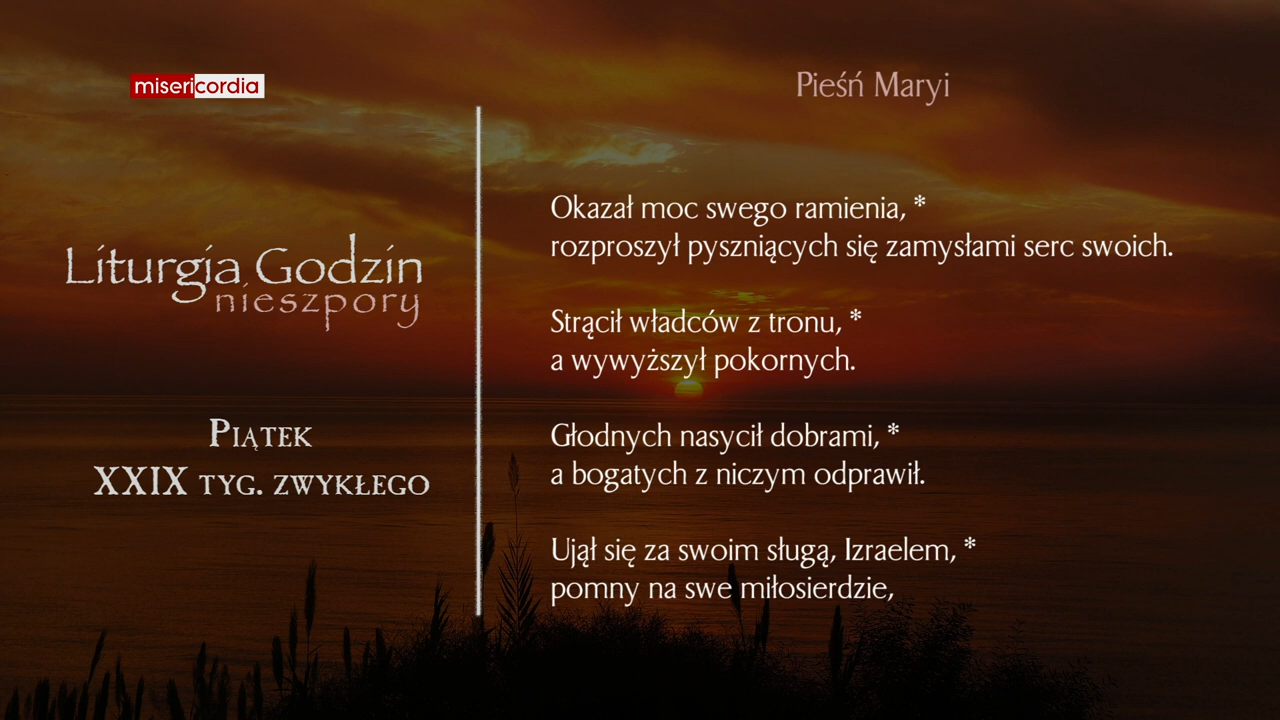 misericordia
Pieśń Maryi
Liturgia Godzin
nieszpory
Piątek
XXIX tyg. zwykłego
Okazał moc swego ramienia, *
rozproszył pyszniących się zamysłami serc swoich.
Strącił władców z tronu, *
a wywyższył pokornych.
Głodnych nasycił dobrami, *
a bogatych z niczym odprawił.
Ujął się za swoim sługą, Izraelem, *
pomny na swe miłosierdzie,